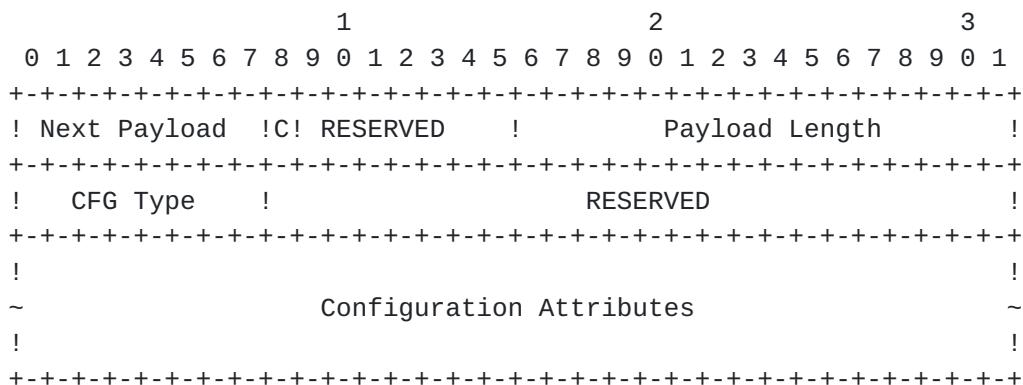 1                   2                   3
 0 1 2 3 4 5 6 7 8 9 0 1 2 3 4 5 6 7 8 9 0 1 2 3 4 5 6 7 8 9 0 1
+-+-+-+-+-+-+-+-+-+-+-+-+-+-+-+-+-+-+-+-+-+-+-+-+-+-+-+-+-+-+-+-+
! Next Payload  !C! RESERVED    !         Payload Length        !
+-+-+-+-+-+-+-+-+-+-+-+-+-+-+-+-+-+-+-+-+-+-+-+-+-+-+-+-+-+-+-+-+
!   CFG Type    !                    RESERVED                   !
+-+-+-+-+-+-+-+-+-+-+-+-+-+-+-+-+-+-+-+-+-+-+-+-+-+-+-+-+-+-+-+-+
!                                                               !
~                   Configuration Attributes                    ~
!                                                               !
+-+-+-+-+-+-+-+-+-+-+-+-+-+-+-+-+-+-+-+-+-+-+-+-+-+-+-+-+-+-+-+-+